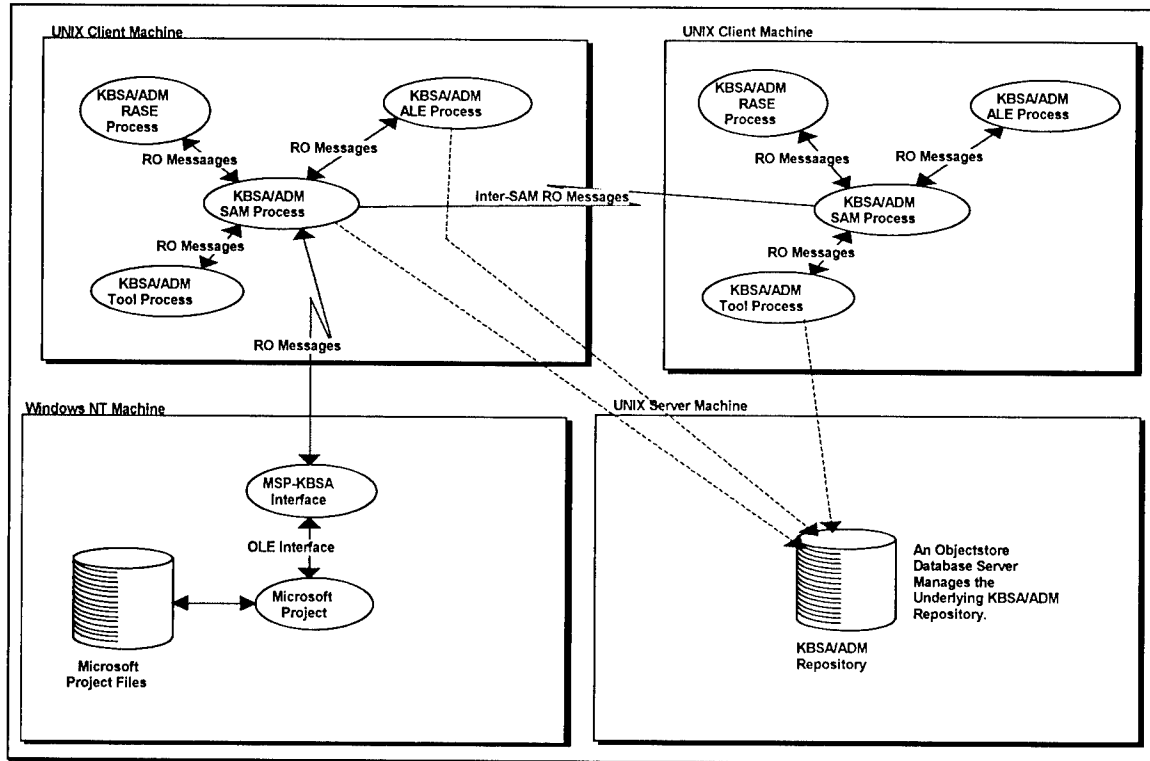 UNIX Client Machine
KBSA/ADM
RASE
Process
KBSA/ADM
ALE Process
RO Messaages
RO Messages
KBSA/ADM
SAM Process
RO Messages
KBSA/ADM
Tool Process
RO Messages
Inter-SAM RO Messages
UNIX Client Machine
KBSA/ADM
RASE
Process
KBSA/ADM
ALE Process
RO Messaages
RO Messages
KBSA/ADM
SAM Process
RO Messages
KBSA/ADM
Tool Process
Windows NT Machine
MSP-KBSA
Interface
OLE Interface
Microsoft
Project
Microsoft
Project Files
UNIX Server Machine
An Objectstore
Database Server
Manages the
Underlying KBSA/ADM
Repository.
KBSA/ADM
Repository